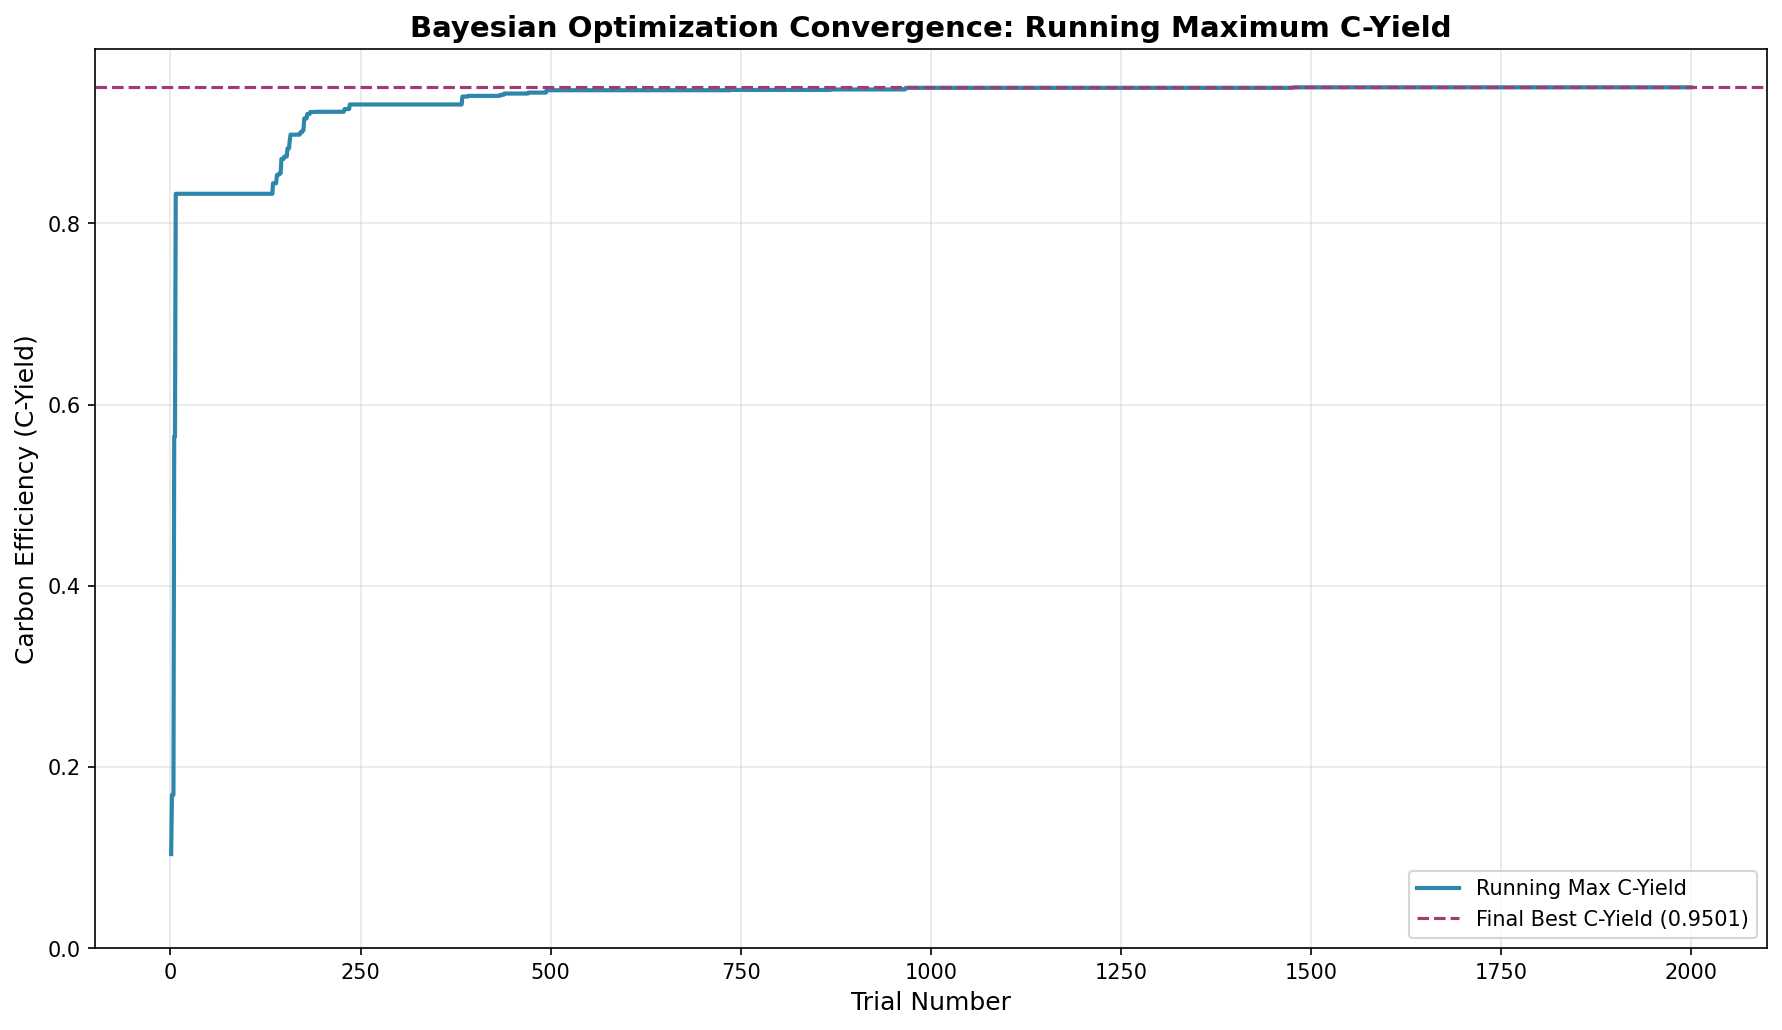 Bayesian Optimization Convergence: Running Maximum C-Yield
Carbon Efficiency (C-Yield)
0.8
0.6
0.4
0.2
0.0
0
250
500
750
1000
1250
1500
1750
2000
Trial Number
Running Max C-Yield
Final Best C-Yield (0.9501)